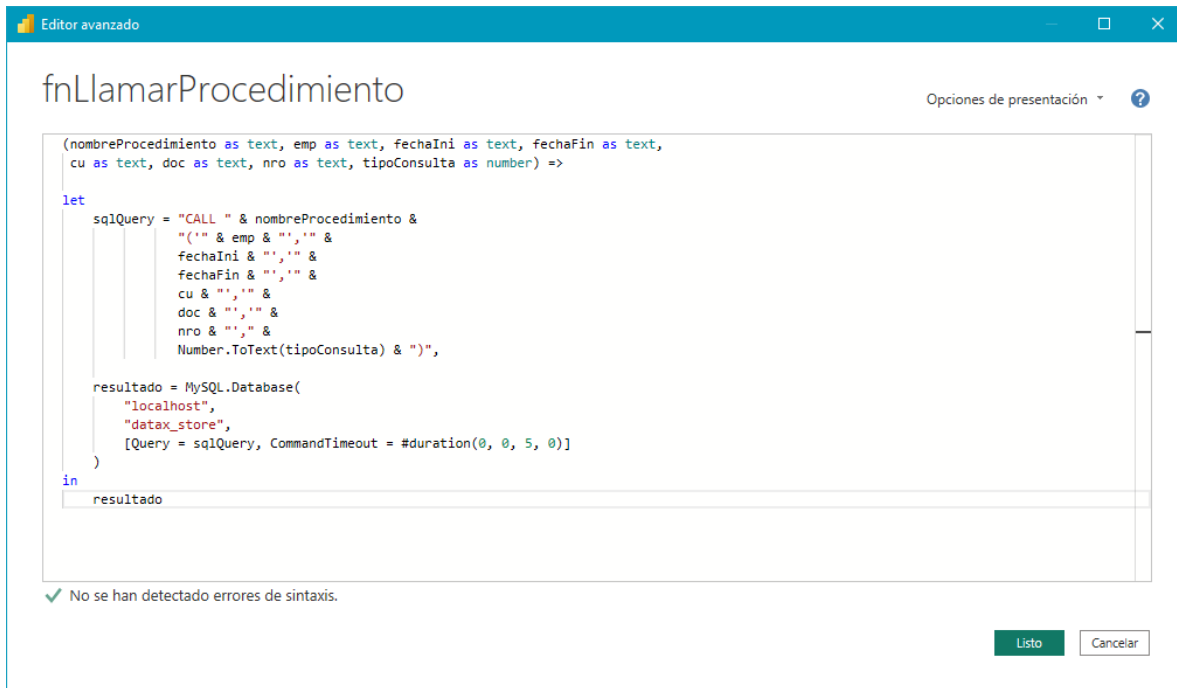 Editor avanzado
fnLlamarProcedimiento
Opciones de presentación
?
(nombreProcedimiento as text, emp as text, fechaIni as text, fechaFin as text,
cu as text, doc as text, nro as text, tipoConsulta as number) =>
let
sqlQuery = "CALL " & nombreProcedimiento &
"('" & emp & "','" &
fechaIni & "','" &
fechaFin & "','" &
cu & "','" &
doc & "','" &
nro & "'," &
Number.ToText(tipoConsulta) & ")",
resultado = MySQL.Database(
"localhost",
"datax_store",
[Query = sqlQuery, CommandTimeout = #duration(0, 0, 5, 0)]
)
in
resultado
No se han detectado errores de sintaxis.
Listo
Cancelar